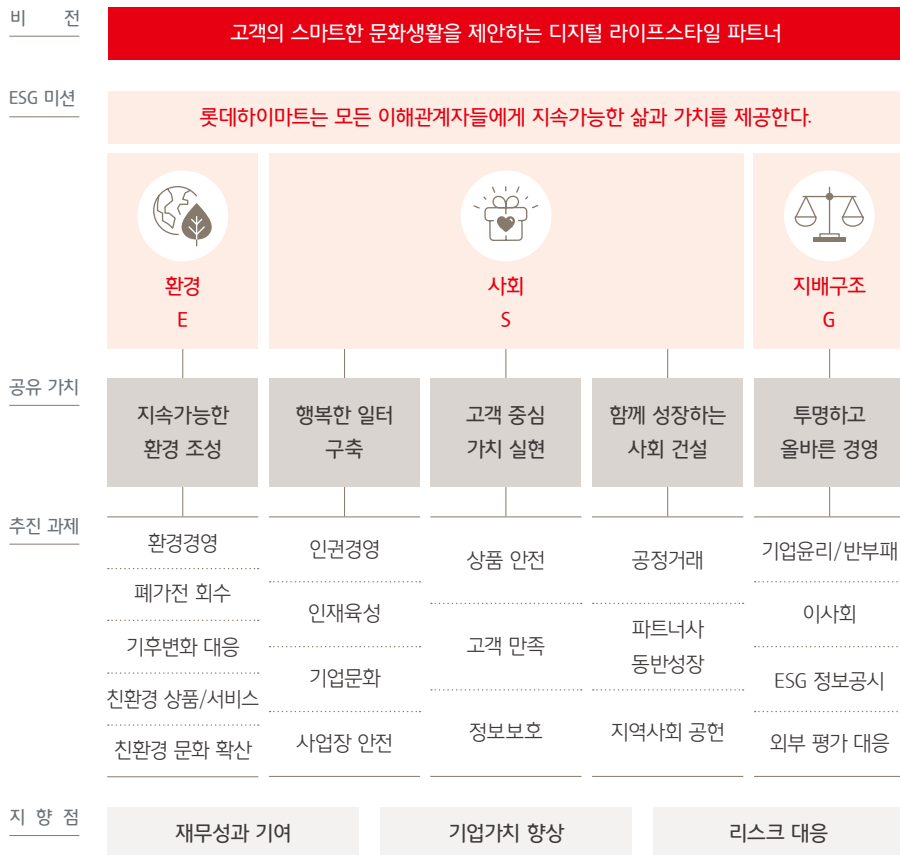 비 전
고객의 스마트한 문화생활을 제안하는 디지털 라이프스타일 파트너
ESG 미션
롯데하이마트는 모든 이해관계자들에게 지속가능한 삶과 가치를 제공한다.
환경
E
사회
S
지배구조
G
공유 가치
지속가능한
환경 조성
행복한 일터
구축
고객 중심
가치 실현
함께 성장하는
사회 건설
투명하고
올바른 경영
추진 과제
환경경영
폐가전 회수
기후변화 대응
친환경 상품/서비스
친환경 문화 확산
인권경영
인재육성
기업문화
사업장 안전
상품 안전
고객 만족
정보보호
공정거래
파트너사
동반성장
지역사회 공헌
기업윤리/반부패
이사회
ESG 정보공시
외부 평가 대응
지 향 점
재무성과 기여
기업가치 향상
리스크 대응